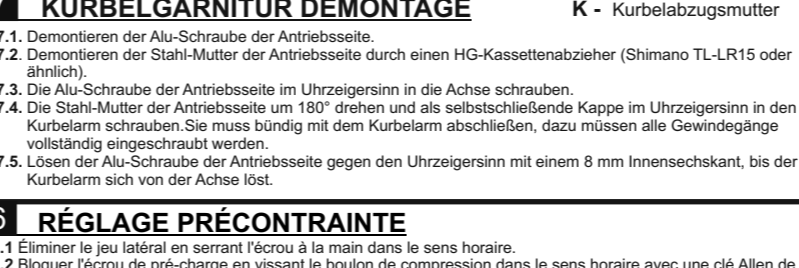 KURBELGARNITUR DEMONTAGE K - Kurbelabzugsmutter
7.1. Demontieren der Alu-Schraube der Antriebsseite.
7.2. Demontieren der Stahl-Mutter der Antriebsseite durch einen HG-Kassettenabzieher (Shimano TL-LR15 oder
ähnlich).
7.3. Die Alu-Schraube der Antriebsseite im Uhrzeigersinn in die Achse schrauben.
7.4. Die Stahl-Mutter der Antriebsseite um 180° drehen und als selbstschließende Kappe im Uhrzeigersinn in den
Kurbelarm schrauben.Sie muss bündig mit dem Kurbelarm abschließen, dazu müssen alle Gewindegänge
vollständig eingeschraubt werden.
7.5. Lösen der Alu-Schraube der Antriebsseite gegen den Uhrzeigersinn mit einem 8 mm Innensechskant, bis der
Kurbelarm sich von der Achse löst.
6 RÉGLAGE PRÉCONTRAINTE
.1 Éliminer le jeu latéral en serrant l'écrou à la main dans le sens horaire.
.2 Bloquer l'écrou de pré-charge en vissant le boulon de compression dans le sens horaire avec une clé Allen de